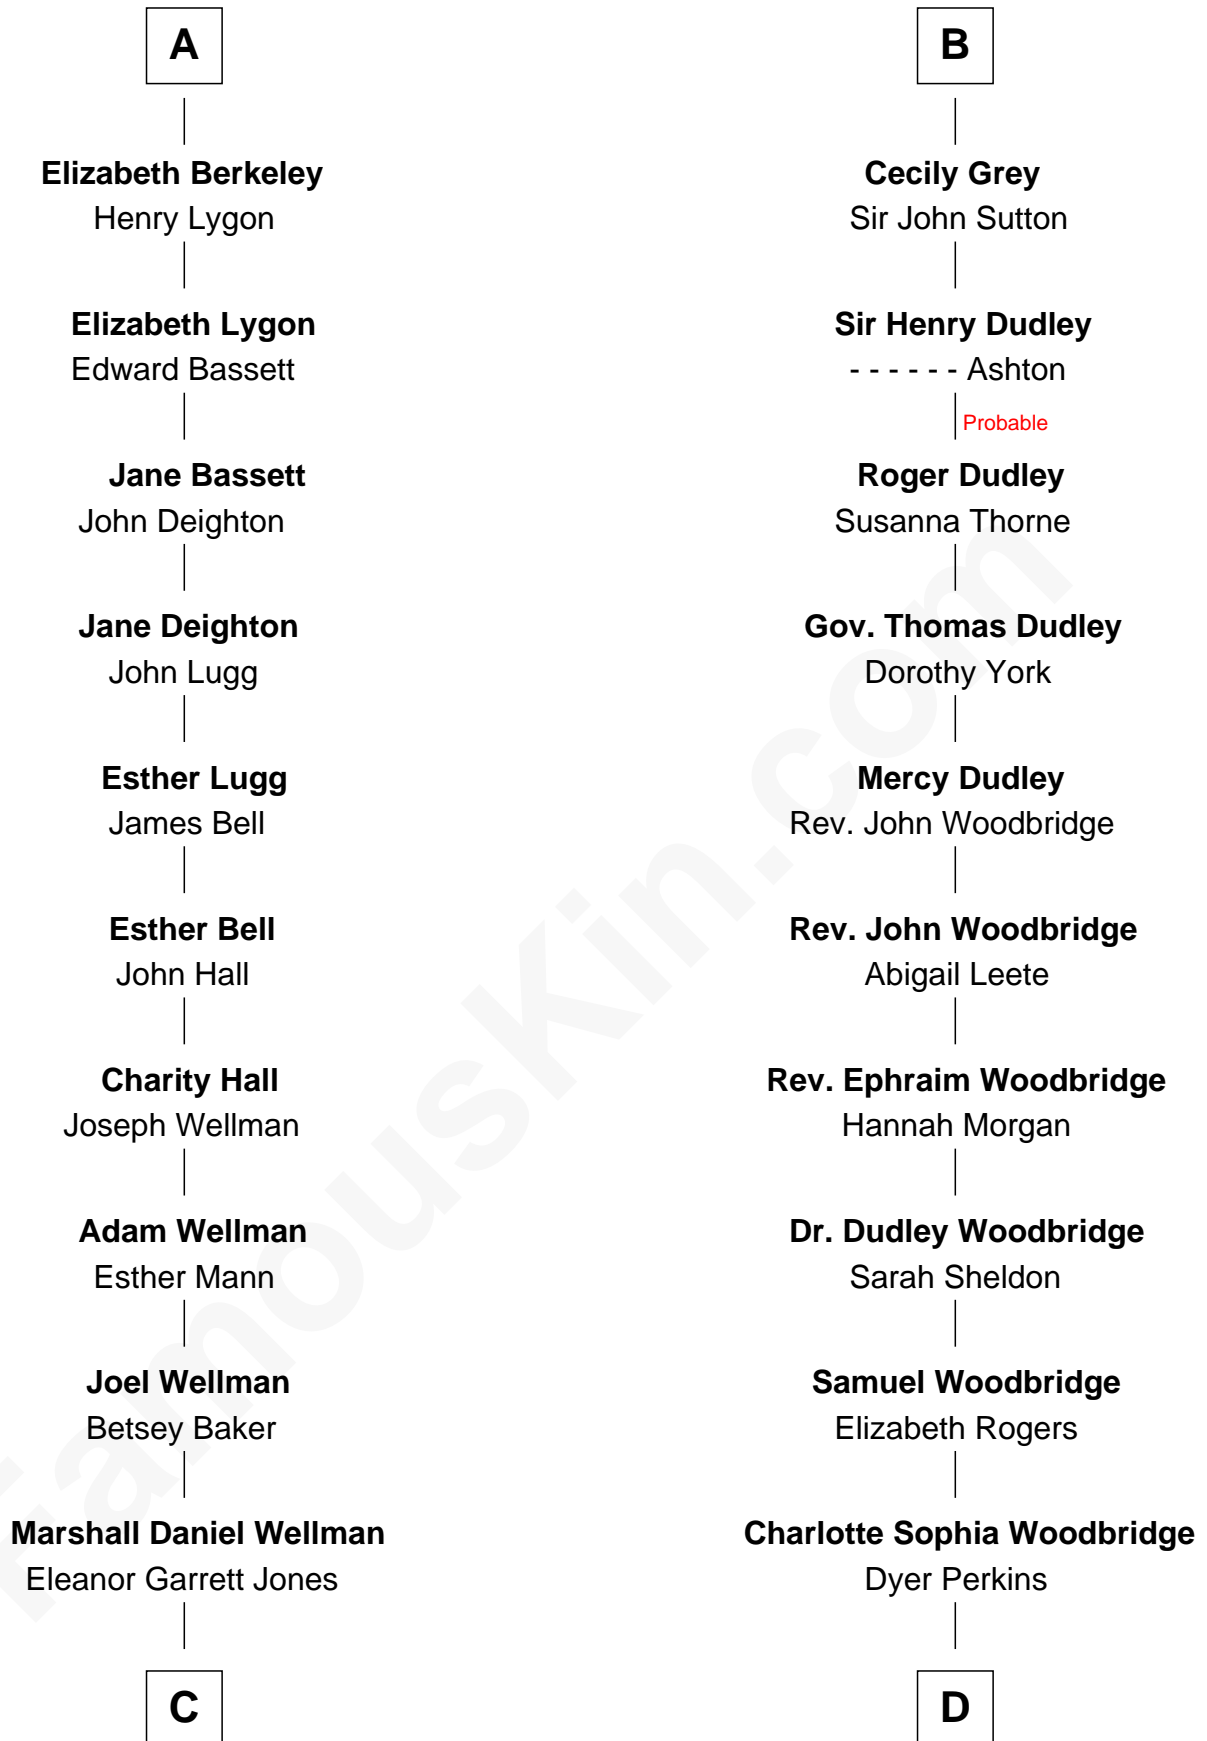 A
Elizabeth Berkeley
Henry Lygon
Elizabeth Lygon
Edward Bassett
Jane Bassett
John Deighton
Jane Deighton
John Lugg
Esther Lugg
James Bell
Esther Bell
John Hall
Charity Hall
Joseph Wellman
Adam Wellman
Esther Mann
Joel Wellman
Betsey Baker
Marshall Daniel Wellman
Eleanor Garrett Jones
C
B
Cecily Grey
Sir John Sutton
Sir Henry Dudley
- - - - - - Ashton
Probable
Roger Dudley
Susanna Thorne
Gov. Thomas Dudley
Dorothy York
Mercy Dudley
Rev. John Woodbridge
Rev. John Woodbridge
Abigail Leete
Rev. Ephraim Woodbridge
Hannah Morgan
Dr. Dudley Woodbridge
Sarah Sheldon
Samuel Woodbridge
Elizabeth Rogers
Charlotte Sophia Woodbridge
Dyer Perkins
D
FamousKin.com